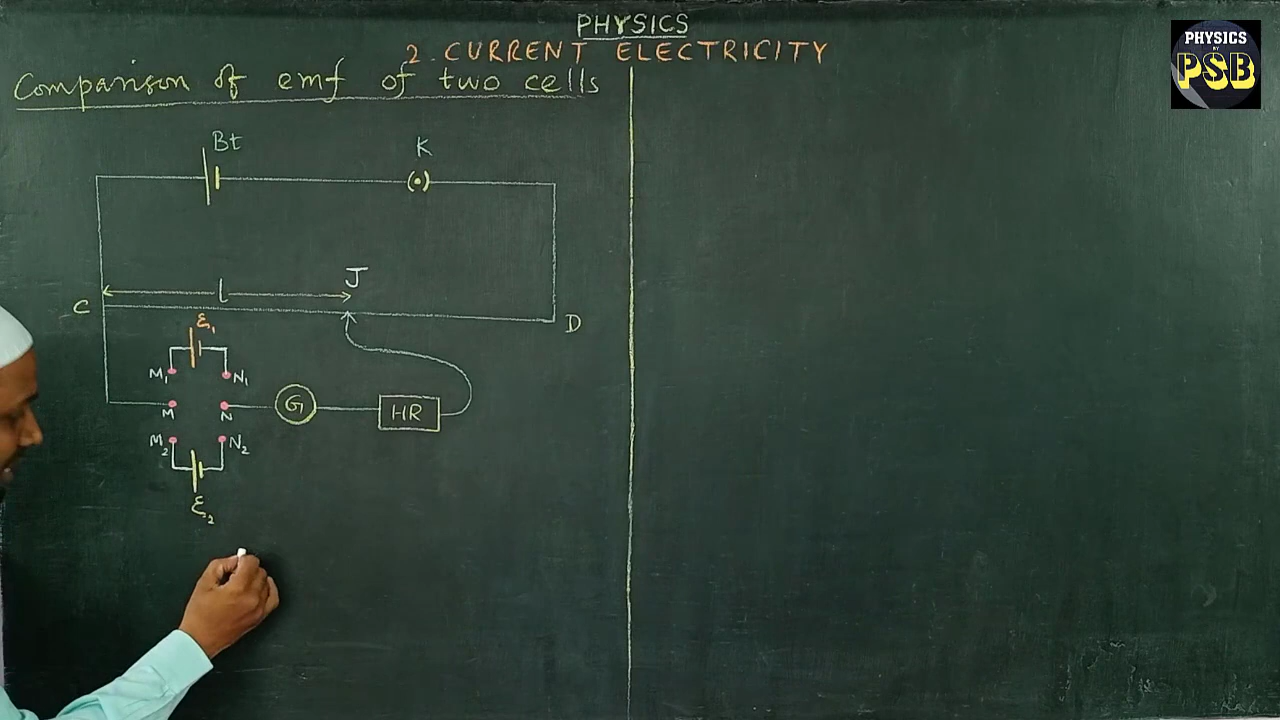 PHYSICS
2. CURRENT ELECTRICITY
Comparison of emf of two cells
PHYSICS
BY
PSB
Bt
K
J
l
C
D
ε₁
M₁
N₁
M
N
G
HR
M₂
N₂
ε₂